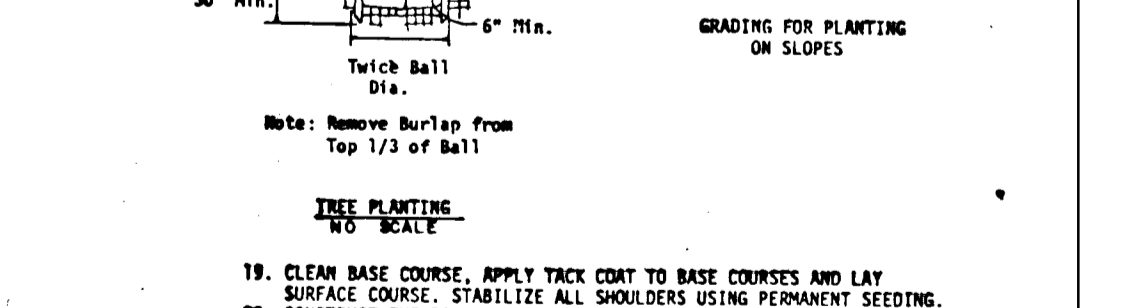 Min.
6" Min.
GRADING FOR PLANTING
ON SLOPES
Twice Ball
Dia.
Note: Remove Burlap from
Top 1/3 of Ball
TREE PLANTING
NO SCALE
19. CLEAN BASE COURSE, APPLY TACK COAT TO BASE COURSES AND LAY
SURFACE COURSE. STABILIZE ALL SHOULDERS USING PERMANENT SEEDING.